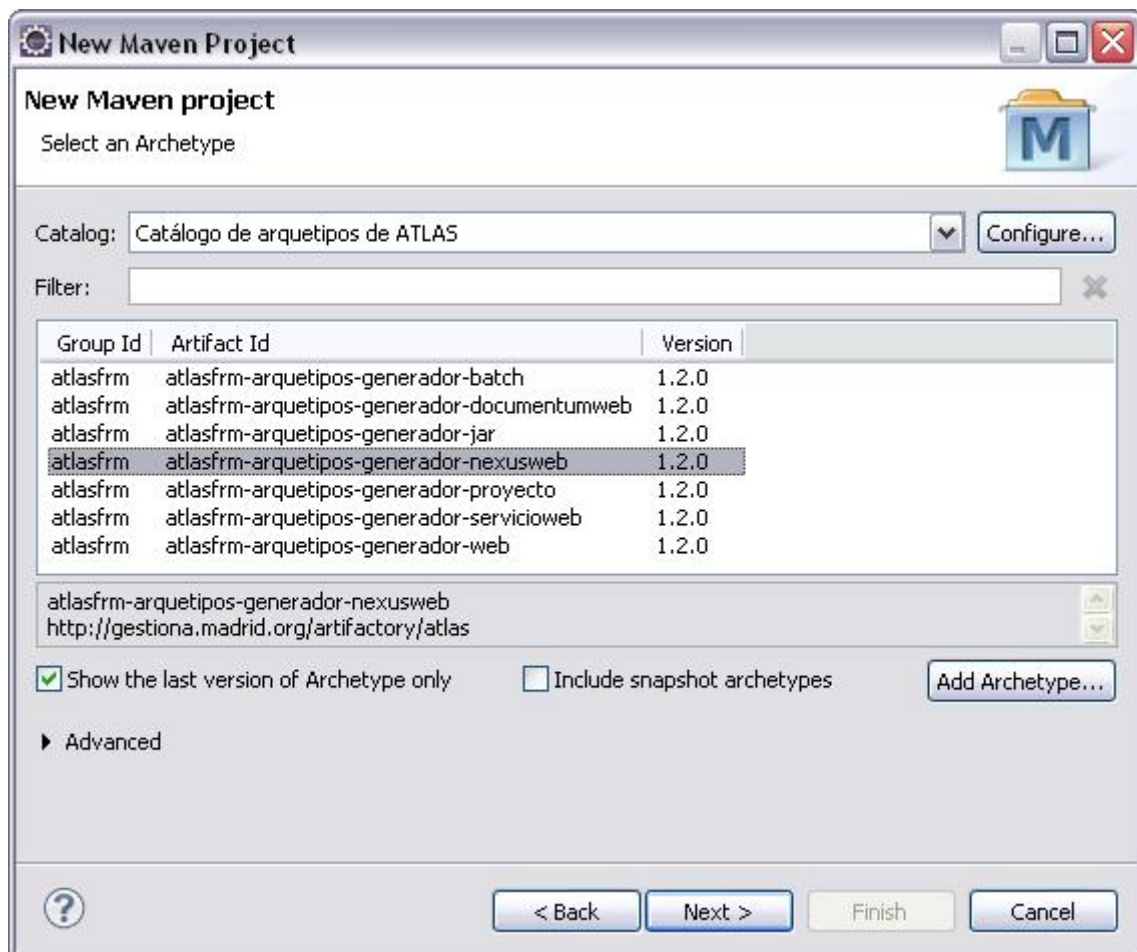 New Maven Project
New Maven project
Select an Archetype
M
Catalog: Catálogo de arquetipos de ATLAS Configure...
Filter:
Group Id Artifact Id Version
atlasfrm atlasfrm-arquetipos-generador-batch 1.2.0
atlasfrm atlasfrm-arquetipos-generador-documentumweb 1.2.0
atlasfrm atlasfrm-arquetipos-generador-jar 1.2.0
atlasfrm atlasfrm-arquetipos-generador-nexusweb 1.2.0
atlasfrm atlasfrm-arquetipos-generador-proyecto 1.2.0
atlasfrm atlasfrm-arquetipos-generador-servicioweb 1.2.0
atlasfrm atlasfrm-arquetipos-generador-web 1.2.0
atlasfrm-arquetipos-generador-nexusweb
http://gestiona.madrid.org/artifactory/atlas
Show the last version of Archetype only Include snapshot archetypes Add Archetype...
Advanced
? < Back Next > Finish Cancel